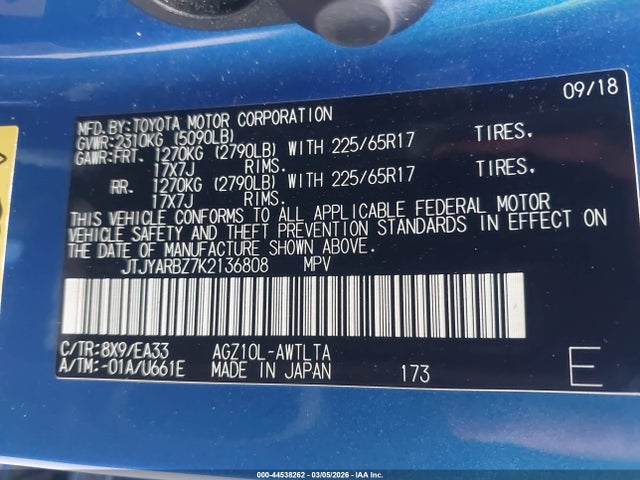 09/18
MFD.BY:TOYOTA MOTOR CORPORATION
GVWR:2310KG (5090LB)
GAWR:FRT. 1270KG (2790LB) WITH 225/65R17 TIRES.
17X7J RIMS.
RR. 1270KG (2790LB) WITH 225/65R17 TIRES.
17X7J RIMS.
THIS VEHICLE CONFORMS TO ALL APPLICABLE FEDERAL MOTOR
VEHICLE SAFETY AND THEFT PREVENTION STANDARDS IN EFFECT ON
THE DATE OF MANUFACTURE SHOWN ABOVE.
JTJYARBZ7K2136808 MPV
C/TR:8X9/EA33 AGZ10L-AWTLTA
A/TM:-01A/U661E MADE IN JAPAN 173 E
000-44538262 - 03/05/2026 - IAA Inc.